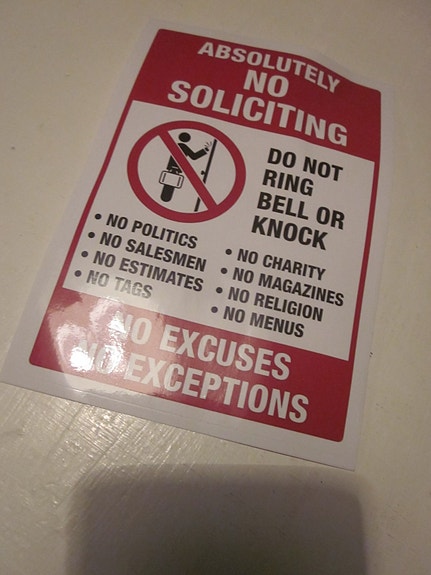 ABSOLUTELY
NO
SOLICITING
DO NOT
RING
BELL OR
KNOCK
• NO POLITICS
• NO SALESMEN
• NO ESTIMATES
• NO TAGS
• NO CHARITY
• NO MAGAZINES
• NO RELIGION
• NO MENUS
NO EXCUSES
NO EXCEPTIONS